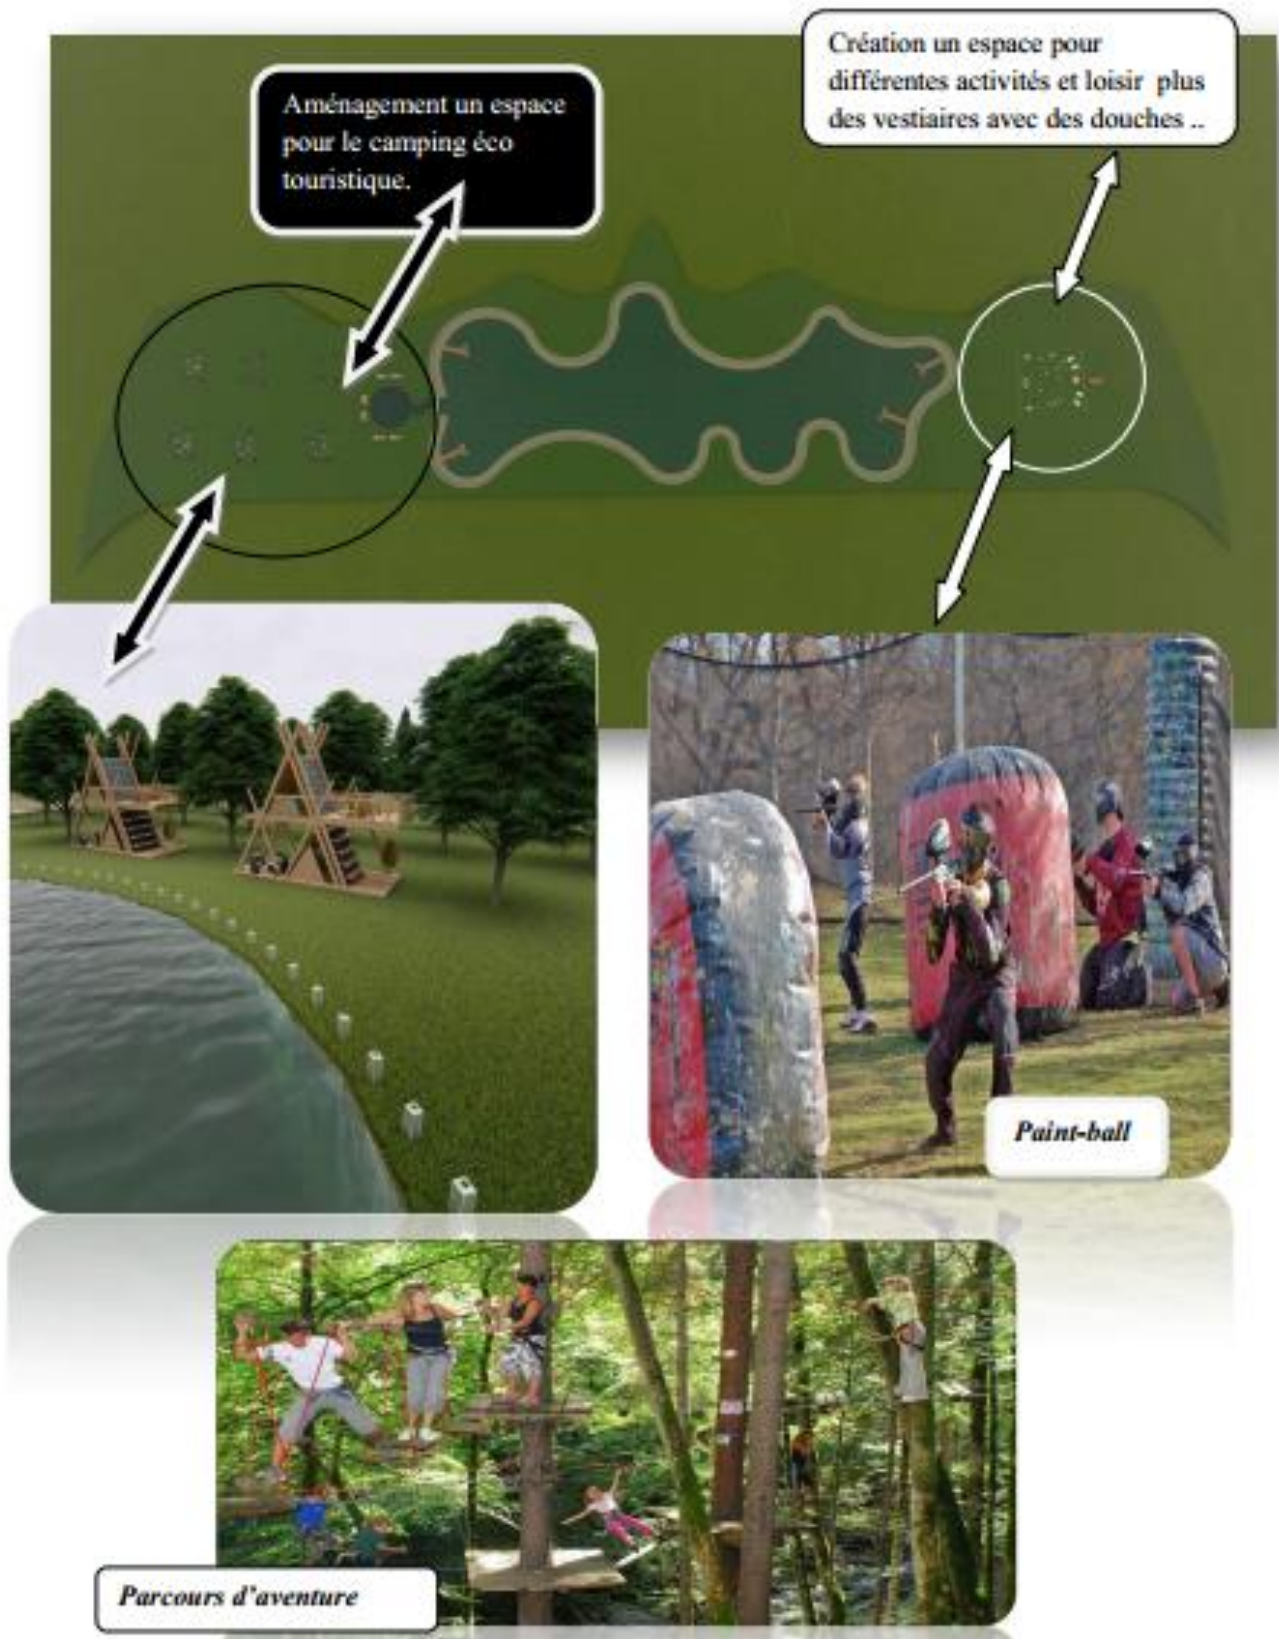 Création un espace pour
différentes activités et loisir plus
des vestiaires avec des douches ..
Aménagement un espace
pour le camping éco
touristique.
Paint-ball
Parcours d'aventure